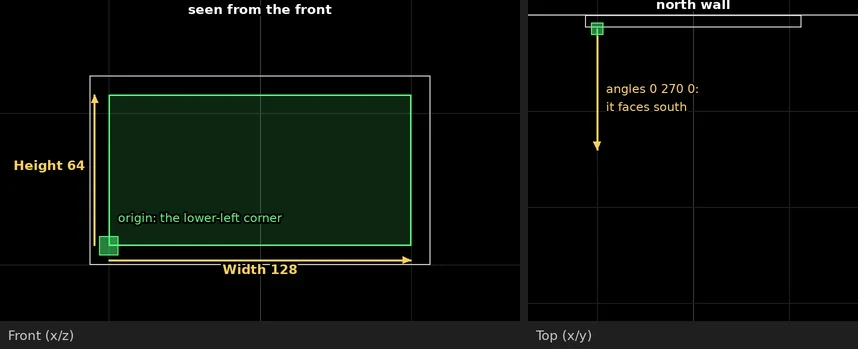 seen from the front
Height 64
origin: the lower-left corner
Width 128
Front (x/z)
north wall
angles 0 270 0:
it faces south
Top (x/y)